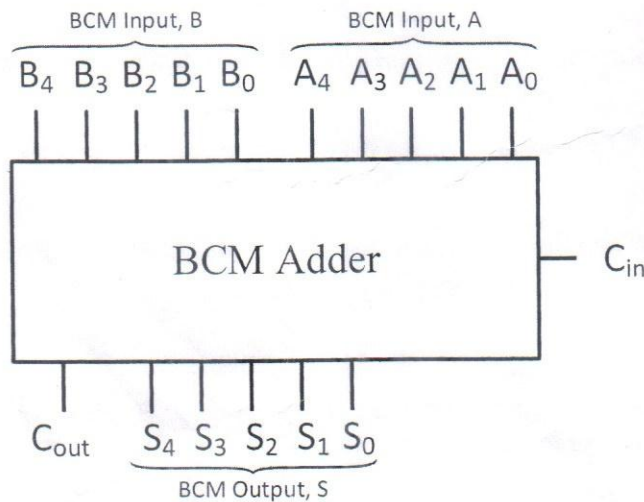 BCM Input, B BCM Input, A
B₄ B₃ B₂ B₁ B₀ A₄ A₃ A₂ A₁ A₀
BCM Adder
Cᵢₙ
Cₒᵤₜ S₄ S₃ S₂ S₁ S₀
BCM Output, S